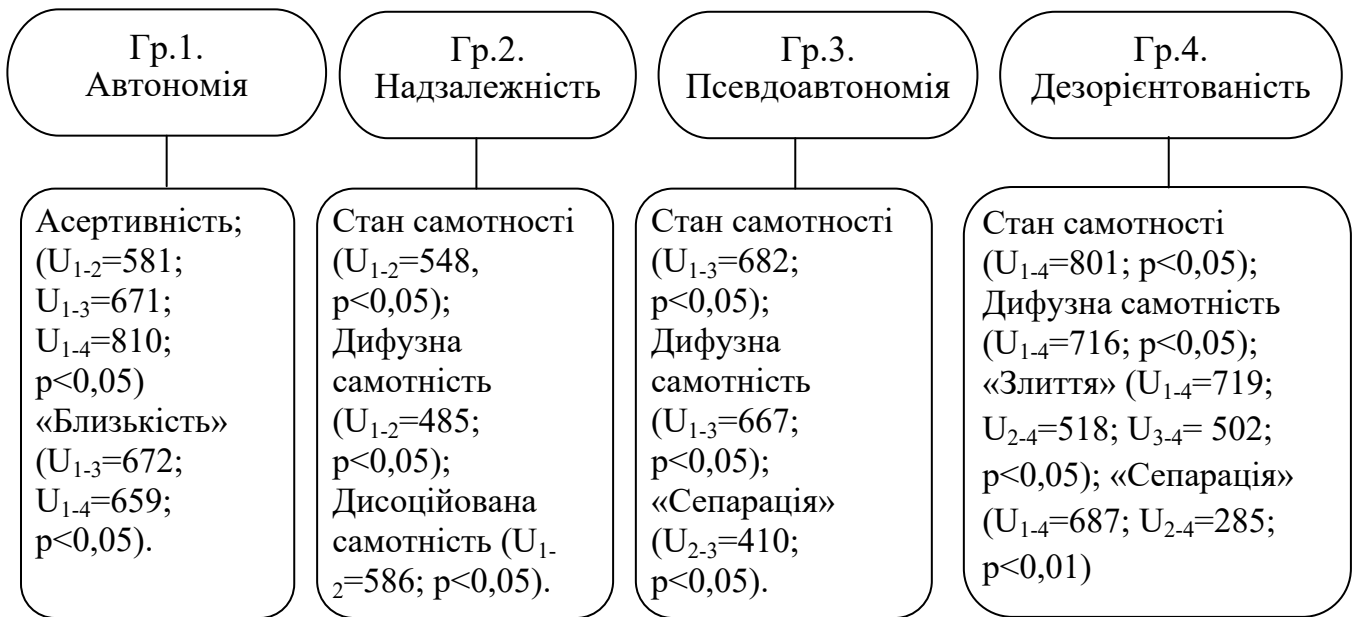 Гр.1.
Автономія
Гр.2.
Надзалежність
Гр.3.
Псевдоавтономія
Гр.4.
Дезорієнтованість
Асертивність;
(U₁₋₂=581;
U₁₋₃=671;
U₁₋₄=810;
p<0,05)
«Близькість»
(U₁₋₃=672;
U₁₋₄=659;
p<0,05).
Стан самотності
(U₁₋₂=548,
p<0,05);
Дифузна
самотність
(U₁₋₂=485;
p<0,05);
Дисоційована
самотність (U₁₋
₂=586; p<0,05).
Стан самотності
(U₁₋₃=682;
p<0,05);
Дифузна
самотність
(U₁₋₃=667;
p<0,05);
«Сепарація»
(U₂₋₃=410;
p<0,05).
Стан самотності
(U₁₋₄=801; p<0,05);
Дифузна самотність
(U₁₋₄=716; p<0,05);
«Злиття» (U₁₋₄=719;
U₂₋₄=518; U₃₋₄= 502;
p<0,05); «Сепарація»
(U₁₋₄=687; U₂₋₄=285;
p<0,01)